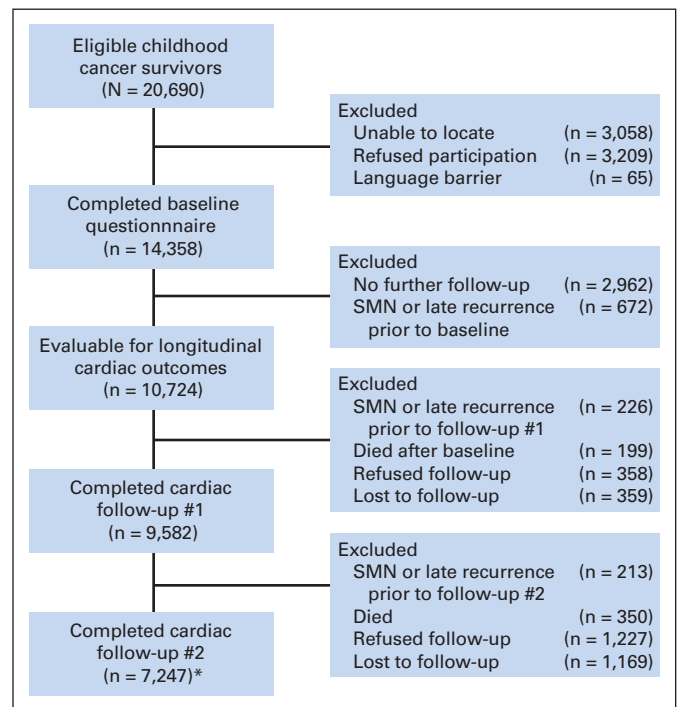 Eligible childhood
cancer survivors
(N = 20,690)
Excluded
Unable to locate (n = 3,058)
Refused participation (n = 3,209)
Language barrier (n = 65)
Completed baseline
questionnnaire
(n = 14,358)
Excluded
No further follow-up (n = 2,962)
SMN or late recurrence (n = 672)
prior to baseline
Evaluable for longitudinal
cardiac outcomes
(n = 10,724)
Excluded
SMN or late recurrence (n = 226)
prior to follow-up #1
Died after baseline (n = 199)
Refused follow-up (n = 358)
Lost to follow-up (n = 359)
Completed cardiac
follow-up #1
(n = 9,582)
Excluded
SMN or late recurrence (n = 213)
prior to follow-up #2
Died (n = 350)
Refused follow-up (n = 1,227)
Lost to follow-up (n = 1,169)
Completed cardiac
follow-up #2
(n = 7,247)*